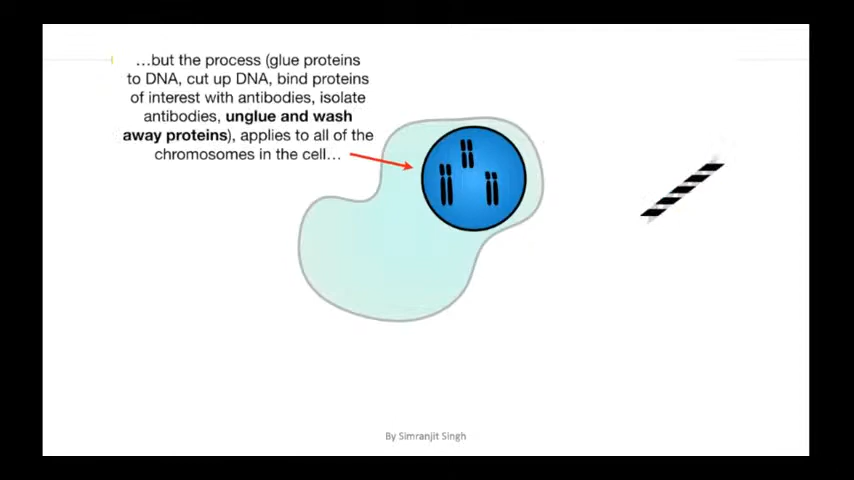 …but the process (glue proteins
to DNA, cut up DNA, bind proteins
of interest with antibodies, isolate
antibodies, unglue and wash
away proteins), applies to all of the
chromosomes in the cell…
By Simranjit Singh